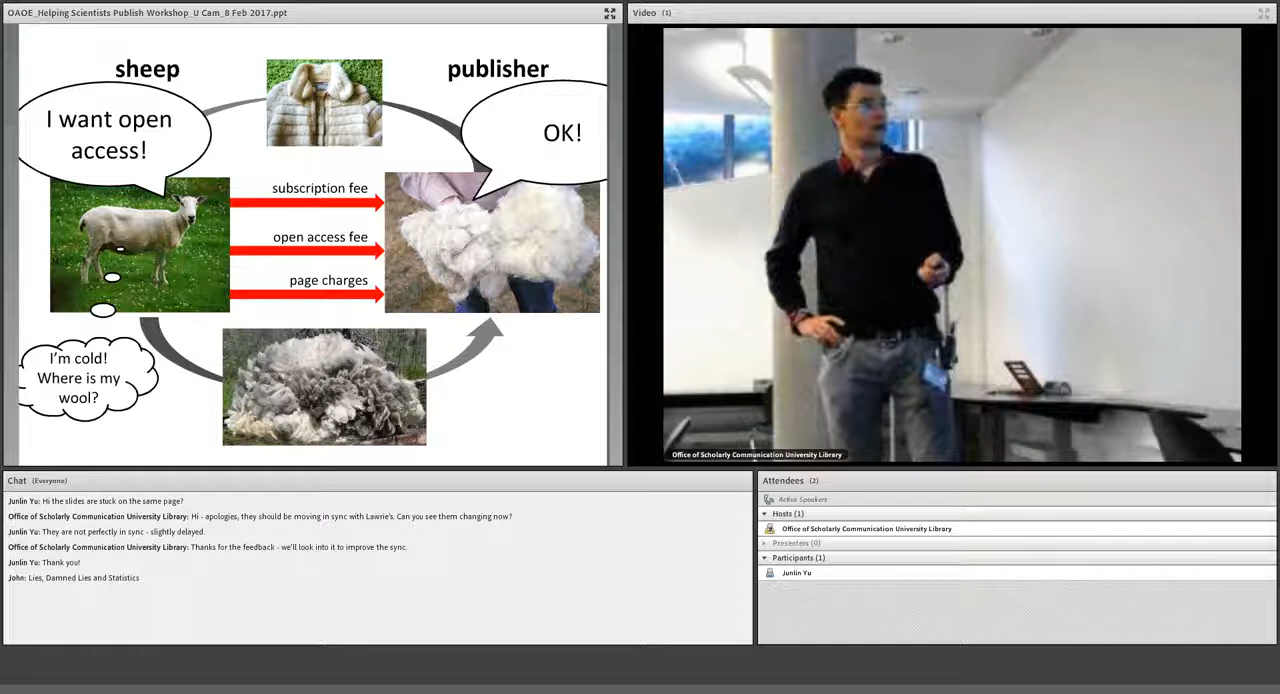 OAOE_Helping Scientists Publish Workshop_U Cam_8 Feb 2017.ppt
sheep
publisher
I want open
access!
OK!
subscription fee
open access fee
page charges
I'm cold!
Where is my
wool?
Video (1)
Office of Scholarly Communication University Library
Chat (Everyone)
Junlin Yu: Hi the slides are stuck on the same page?
Office of Scholarly Communication University Library: Hi - apologies, they should be moving in sync with Lawrie's. Can you see them changing now?
Junlin Yu: They are not perfectly in sync - slightly delayed.
Office of Scholarly Communication University Library: Thanks for the feedback - we'll look into it to improve the sync.
Junlin Yu: Thank you!
John: Lies, Damned Lies and Statistics
Attendees (2)
Active Speakers
Hosts (1)
Office of Scholarly Communication University Library
Presenters (0)
Participants (1)
Junlin Yu